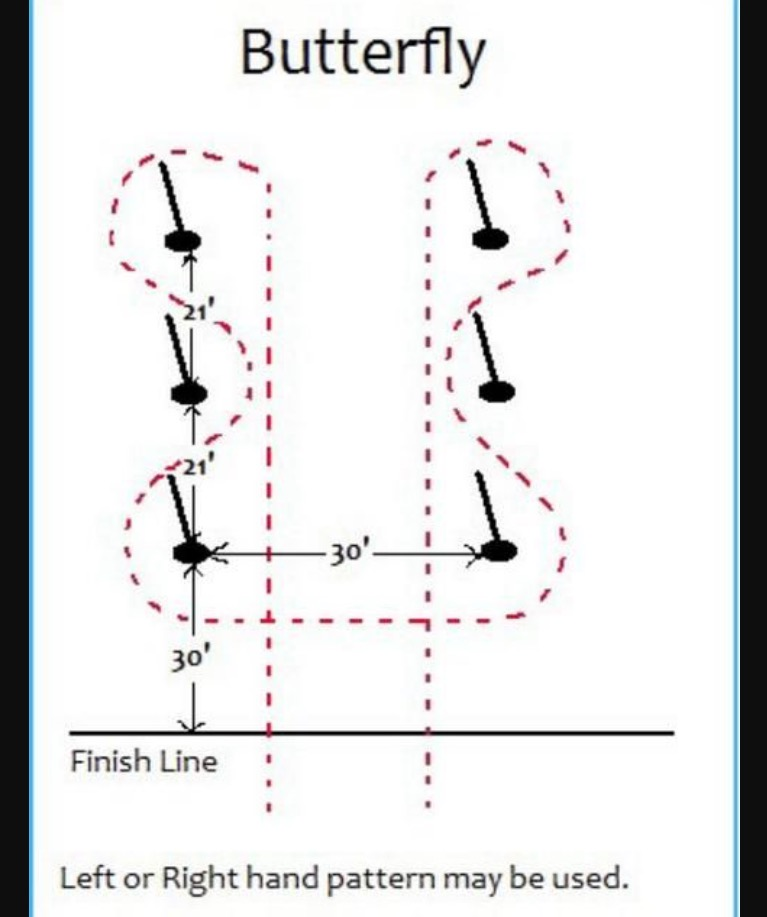 Butterfly
21'
21'
30'
30'
Finish Line
Left or Right hand pattern may be used.